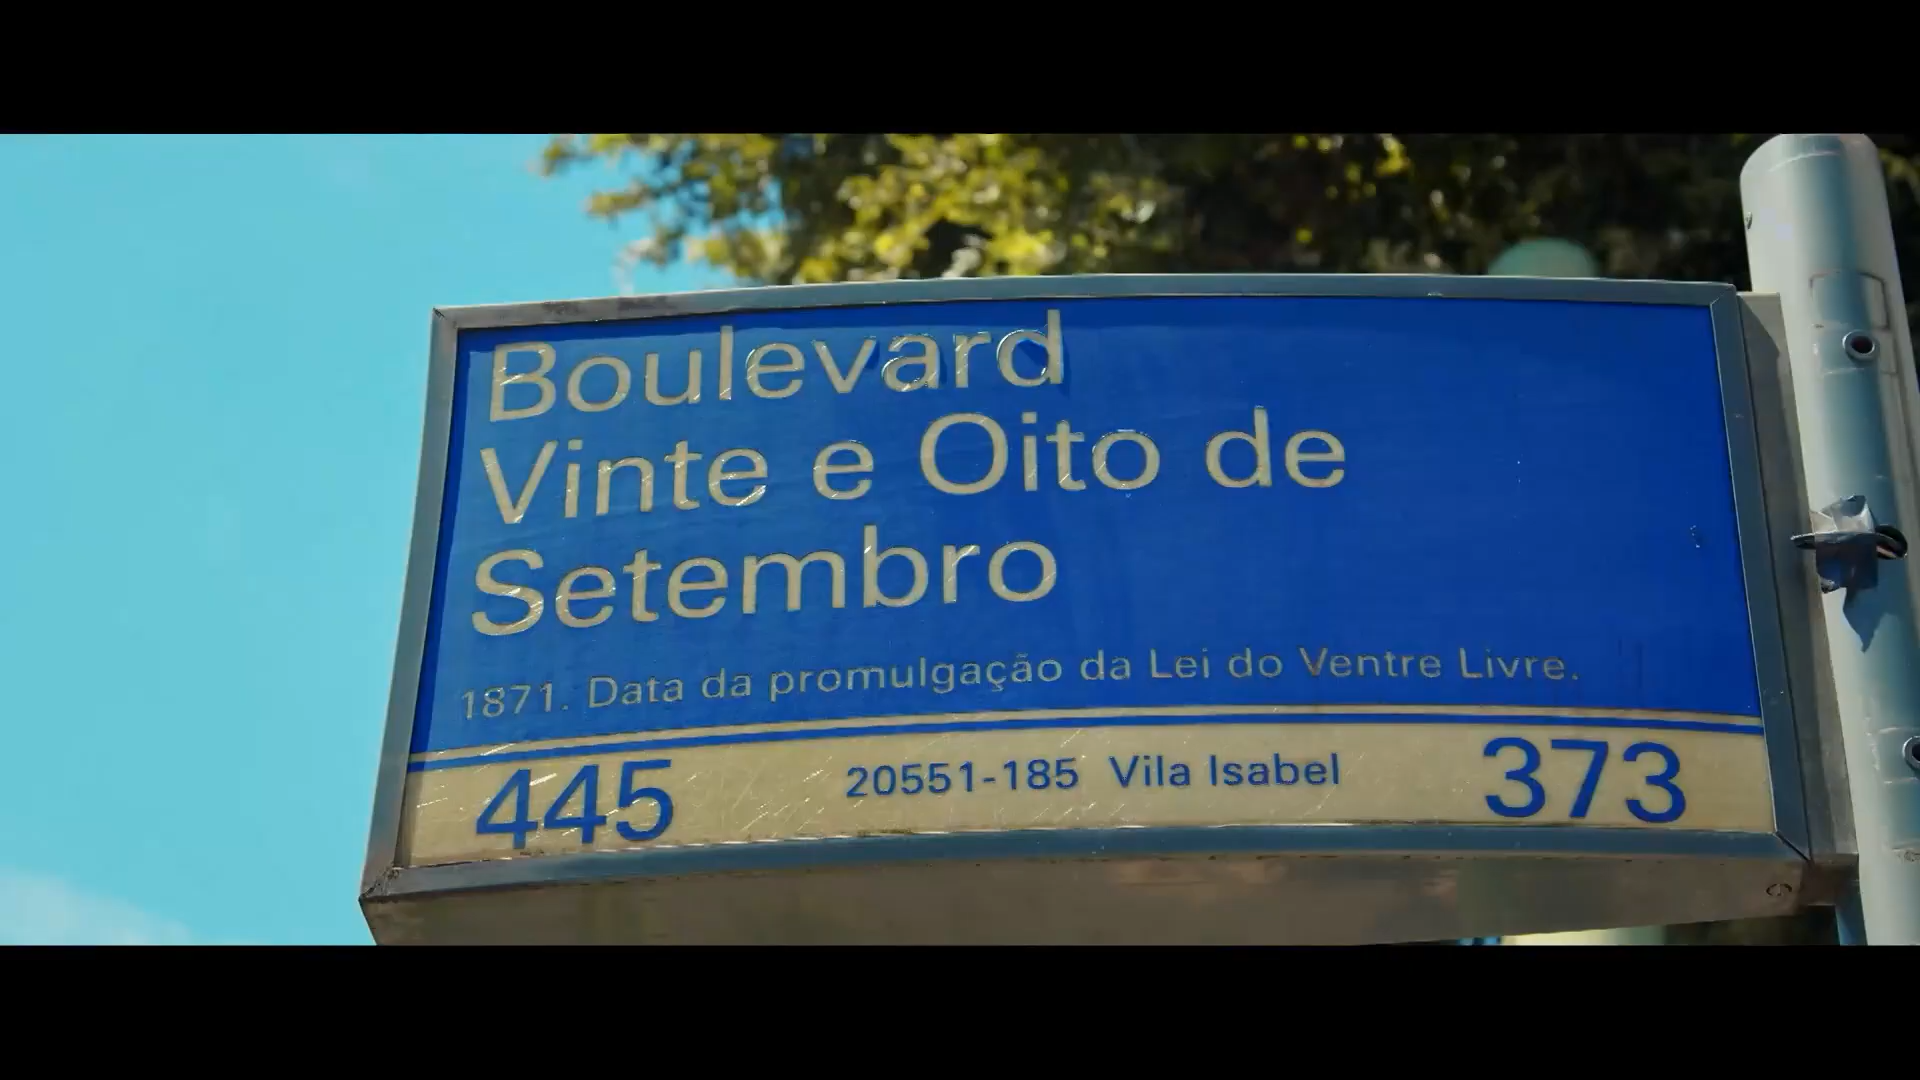 Boulevard
Vinte e Oito de
Setembro
1871. Data da promulgação da Lei do Ventre Livre.
445 20551-185 Vila Isabel 373